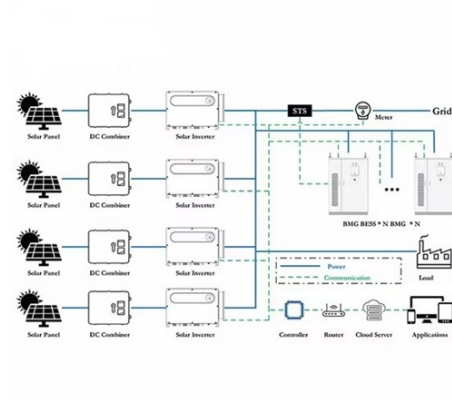 STS
Meter
Grid
Solar Panel
DC Combiner
Solar Inverter
Solar Panel
DC Combiner
Solar Inverter
BMG BESS * N BMG * N
Solar Panel
DC Combiner
Solar Inverter
Power
Communication
Load
Solar Panel
DC Combiner
Solar Inverter
Controller
Router
Cloud Server
Applications